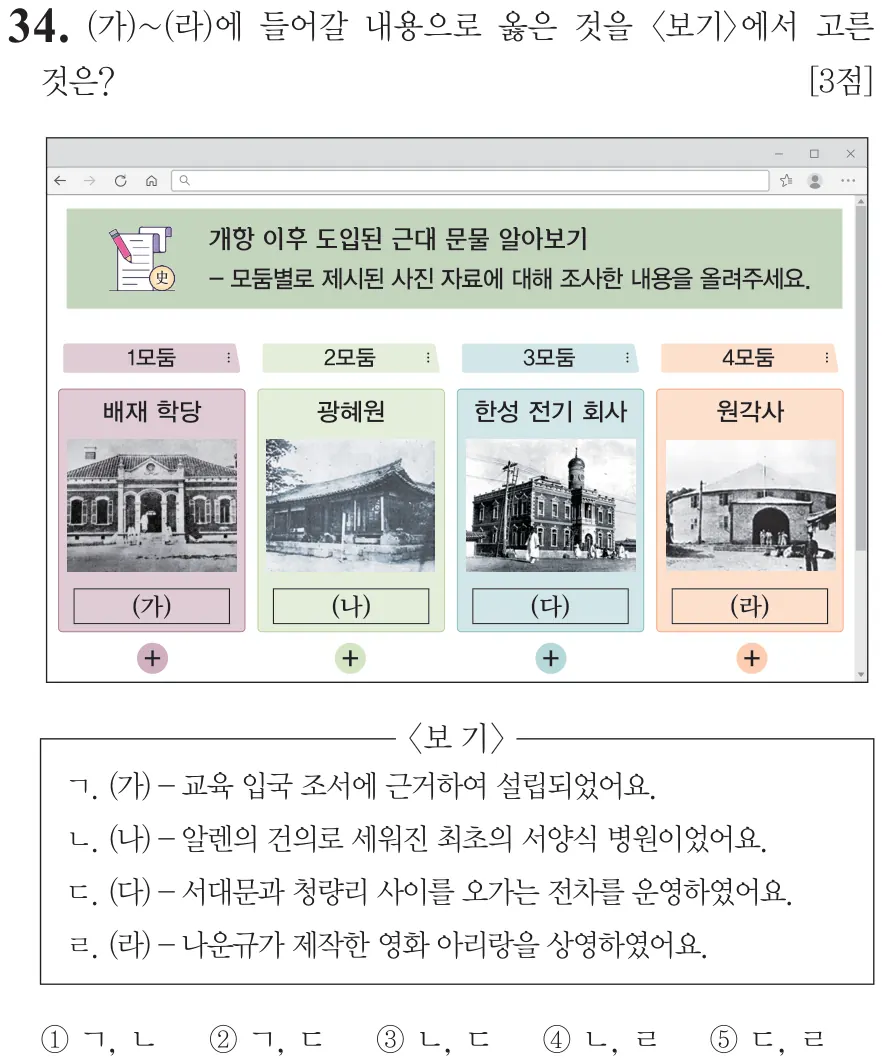 34. (가)~(라)에 들어갈 내용으로 옳은 것을 〈보기〉에서 고른
것은? [3점]
개항 이후 도입된 근대 문물 알아보기
史
– 모둠별로 제시된 사진 자료에 대해 조사한 내용을 올려주세요.
1모둠 2모둠 3모둠 4모둠
배재 학당 광혜원 한성 전기 회사 원각사
(가) (나) (다) (라)
〈보 기〉
ㄱ. (가) – 교육 입국 조서에 근거하여 설립되었어요.
ㄴ. (나) – 알렌의 건의로 세워진 최초의 서양식 병원이었어요.
ㄷ. (다) – 서대문과 청량리 사이를 오가는 전차를 운영하였어요.
ㄹ. (라) – 나운규가 제작한 영화 아리랑을 상영하였어요.
① ㄱ, ㄴ ② ㄱ, ㄷ ③ ㄴ, ㄷ ④ ㄴ, ㄹ ⑤ ㄷ, ㄹ